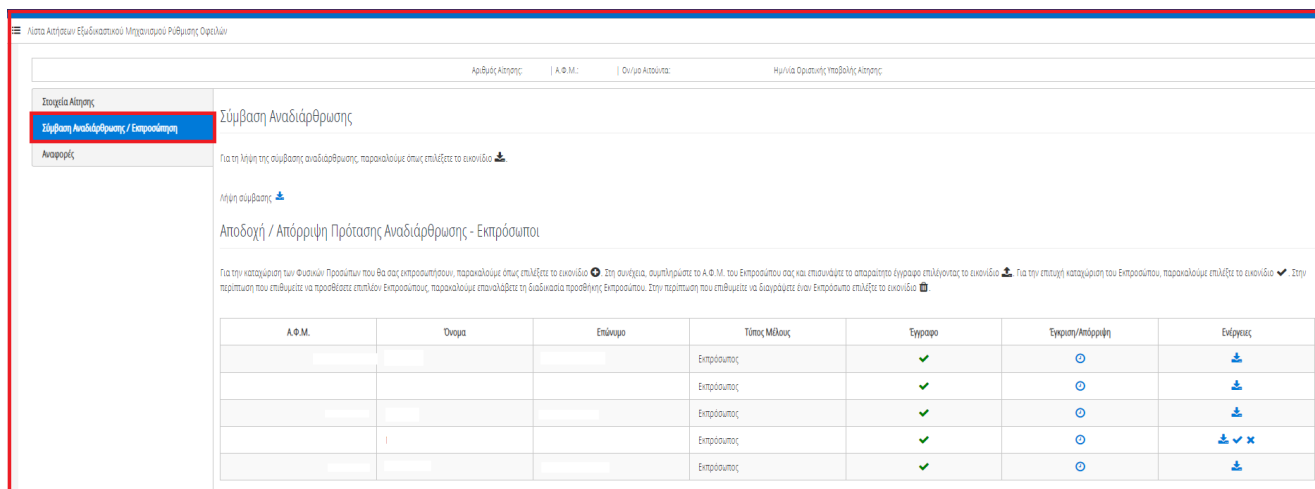 Λίστα Αιτήσεων Εξωδικαστικού Μηχανισμού Ρύθμισης Οφειλών
Αριθμός Αίτησης: | Α.Φ.Μ.: | Ον/μο Αιτούντα: Ημ/νία Οριστικής Υποβολής Αίτησης:
Στοιχεία Αίτησης
Σύμβαση Αναδιάρθρωσης / Εκπροσώπηση
Αναφορές
Σύμβαση Αναδιάρθρωσης
Για τη λήψη της σύμβασης αναδιάρθρωσης, παρακαλούμε όπως επιλέξετε το εικονίδιο .
Λήψη σύμβασης
Αποδοχή / Απόρριψη Πρότασης Αναδιάρθρωσης - Εκπρόσωποι
Για την καταχώριση των Φυσικών Προσώπων που θα σας εκπροσωπήσουν, παρακαλούμε όπως επιλέξετε το εικονίδιο . Στη συνέχεια, συμπληρώστε το Α.Φ.Μ. του Εκπροσώπου σας και επισυνάψτε το απαραίτητο έγγραφο επιλέγοντας το εικονίδιο . Για την επιτυχή καταχώριση του Εκπροσώπου, παρακαλούμε επιλέξτε το εικονίδιο . Στην
περίπτωση που επιθυμείτε να προσθέσετε επιπλέον Εκπροσώπους, παρακαλούμε επαναλάβετε τη διαδικασία προσθήκης Εκπροσώπου. Στην περίπτωση που επιθυμείτε να διαγράψετε έναν Εκπρόσωπο επιλέξτε το εικονίδιο .
Α.Φ.Μ. Όνομα Επώνυμο Τύπος Μέλους Έγγραφο Έγκριση/Απόρριψη Ενέργειες
Εκπρόσωπος
Εκπρόσωπος
Εκπρόσωπος
Εκπρόσωπος
Εκπρόσωπος